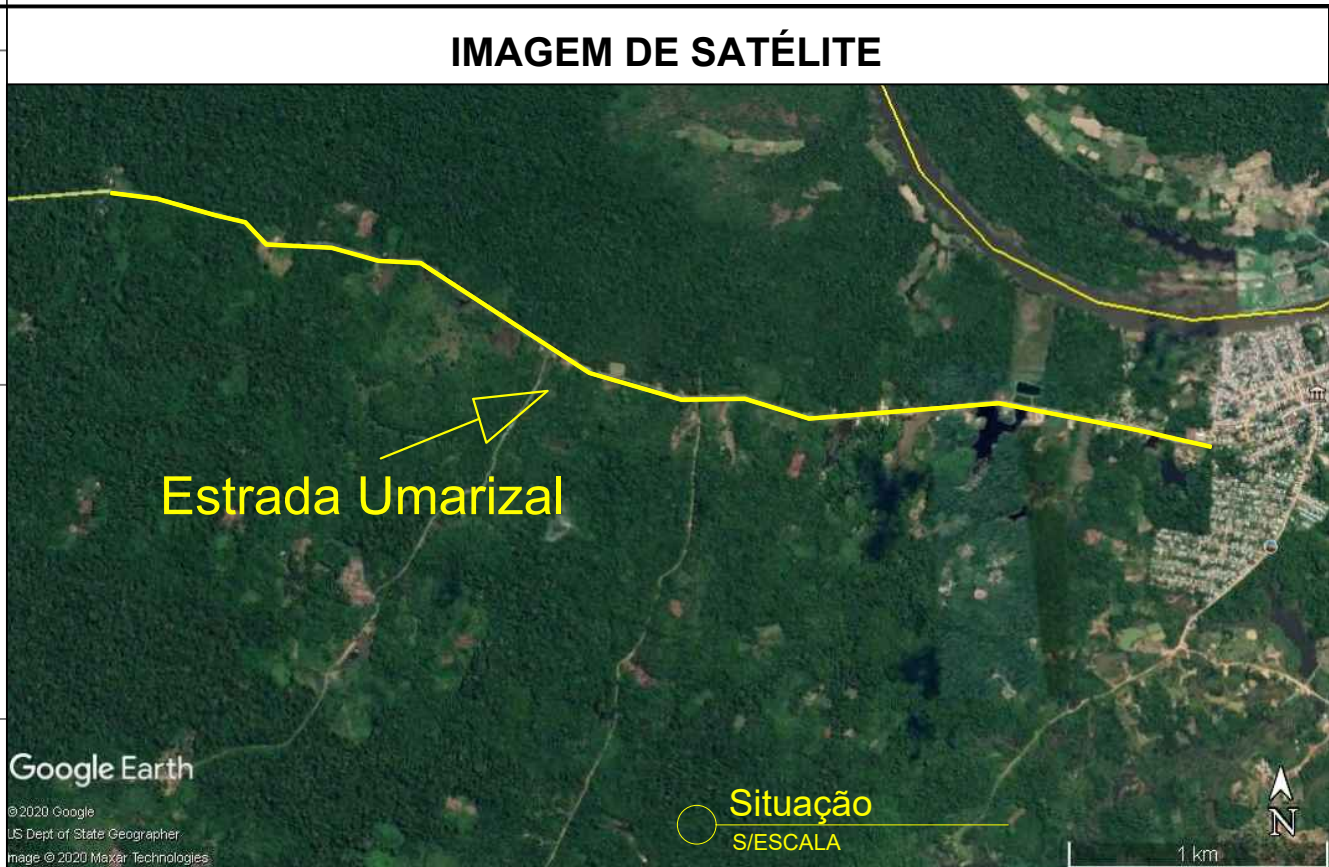 IMAGEM DE SATÉLITE
Estrada Umarizal
Google Earth
©2020 Google
US Dept of State Geographer
mage © 2020 Maxar Technologies
Situação
S/ESCALA
N
1 km